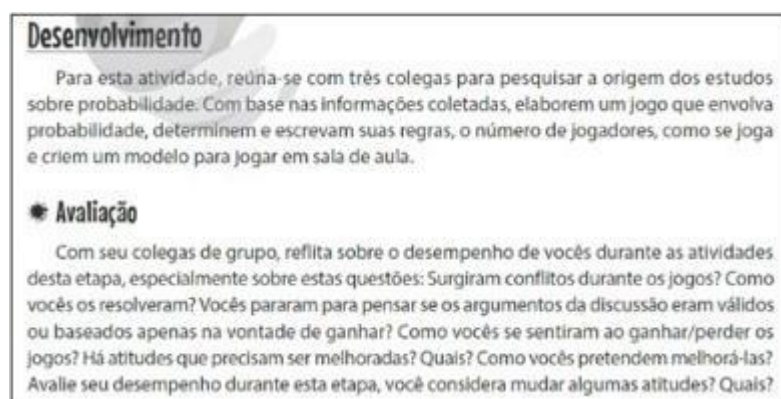 Desenvolvimento
Para esta atividade, reúna-se com três colegas para pesquisar a origem dos estudos
sobre probabilidade. Com base nas informações coletadas, elaborem um jogo que envolva
probabilidade, determinem e escrevam suas regras, o número de jogadores, como se joga
e criem um modelo para jogar em sala de aula.
Avaliação
Com seu colegas de grupo, reflita sobre o desempenho de vocês durante as atividades
desta etapa, especialmente sobre estas questões: Surgiram conflitos durante os jogos? Como
vocês os resolveram? Vocês pararam para pensar se os argumentos da discussão eram válidos
ou baseados apenas na vontade de ganhar? Como vocês se sentiram ao ganhar/perder os
jogos? Há atitudes que precisam ser melhoradas? Quais? Como vocês pretendem melhorá-las?
Avalie seu desempenho durante esta etapa, você considera mudar algumas atitudes? Quais?